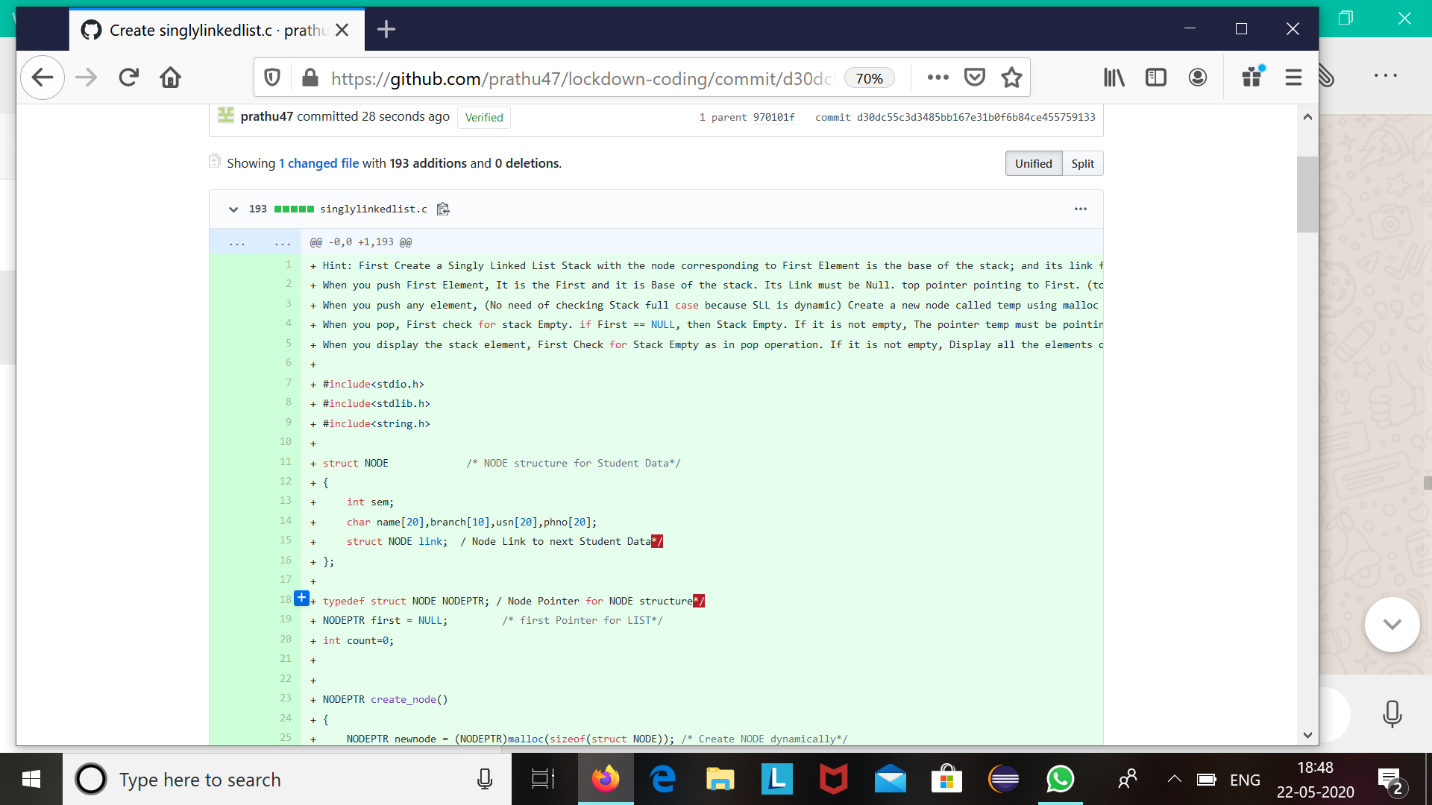 Create singlylinkedlist.c · prathu
https://github.com/prathu47/lockdown-coding/commit/d30dc
70%
prathu47 committed 28 seconds ago Verified 1 parent 970101f commit d30dc55c3d3485bb167e31b0f6b84ce455759133
Showing 1 changed file with 193 additions and 0 deletions. Unified Split
193 singlylinkedlist.c
... ... @@ -0,0 +1,193 @@
1 + Hint: First Create a Singly Linked List Stack with the node corresponding to First Element is the base of the stack; and its link f
2 + When you push First Element, It is the First and it is Base of the stack. Its Link must be Null. top pointer pointing to First. (to
3 + When you push any element, (No need of checking Stack full case because SLL is dynamic) Create a new node called temp using malloc
4 + When you pop, First check for stack Empty. if First == NULL, then Stack Empty. If it is not empty, The pointer temp must be pointin
5 + When you display the stack element, First Check for Stack Empty as in pop operation. If it is not empty, Display all the elements o
6 +
7 + #include<stdio.h>
8 + #include<stdlib.h>
9 + #include<string.h>
10 +
11 + struct NODE /* NODE structure for Student Data*/
12 + {
13 + int sem;
14 + char name[20],branch[10],usn[20],phno[20];
15 + struct NODE link; / Node Link to next Student Data*/
16 + };
17 +
18 + typedef struct NODE NODEPTR; / Node Pointer for NODE structure*/
19 + NODEPTR first = NULL; /* first Pointer for LIST*/
20 + int count=0;
21 +
22 +
23 + NODEPTR create_node()
24 + {
25 + NODEPTR newnode = (NODEPTR)malloc(sizeof(struct NODE)); /* Create NODE dynamically*/
Type here to search
ENG
18:48
22-05-2020
2